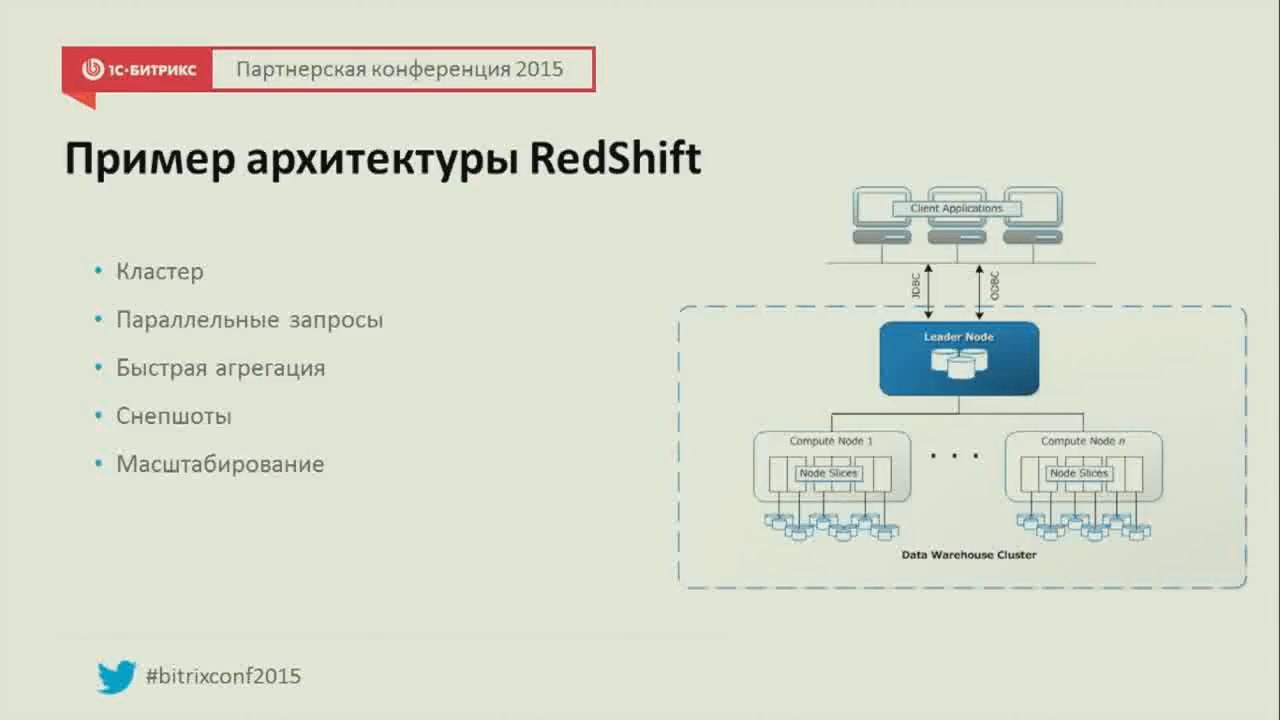 1С-БИТРИКС Партнерская конференция 2015
Пример архитектуры RedShift
• Кластер
• Параллельные запросы
• Быстрая агрегация
• Снепшоты
• Масштабирование
Client Applications
JDBC ODBC
Leader Node
Compute Node 1
Node Slices
. . .
Compute Node n
Node Slices
Data Warehouse Cluster
#bitrixconf2015